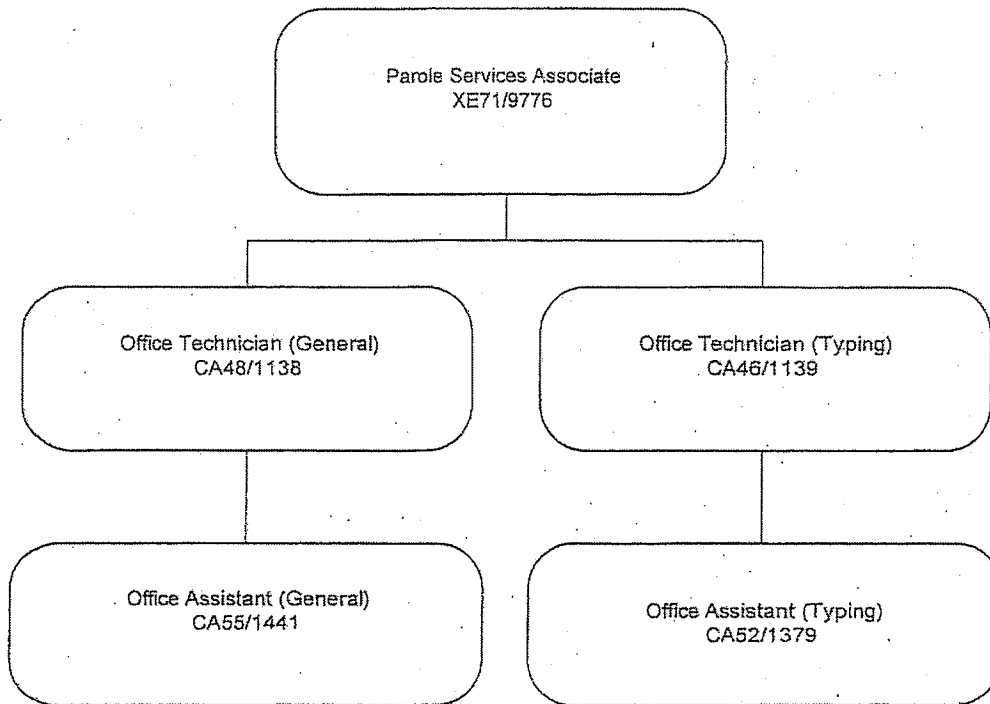 Parole Services Associate
XE71/9776
Office Technician (General)
CA48/1138
Office Technician (Typing)
CA46/1139
Office Assistant (General)
CA55/1441
Office Assistant (Typing)
CA52/1379